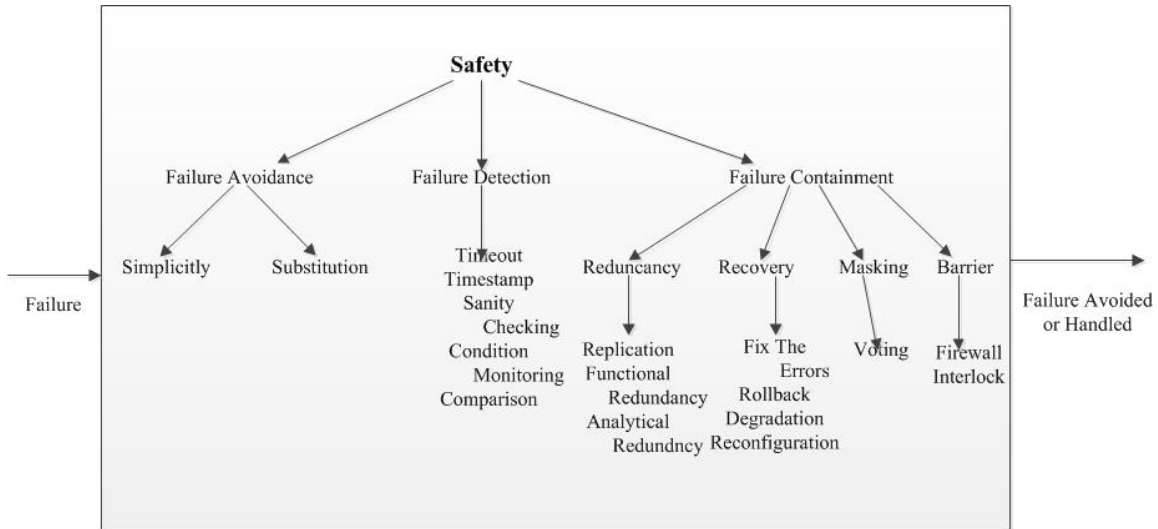 Safety
Failure Avoidance
Failure Detection
Failure Containment
Simplicitly
Substitution
Timeout
Timestamp
Sanity
Checking
Condition
Monitoring
Comparison
Reduncancy
Recovery
Masking
Barrier
Replication
Functional
Redundancy
Analytical
Redundncy
Fix The
Errors
Rollback
Degradation
Reconfiguration
Voting
Firewall
Interlock
Failure
Failure Avoided
or Handled